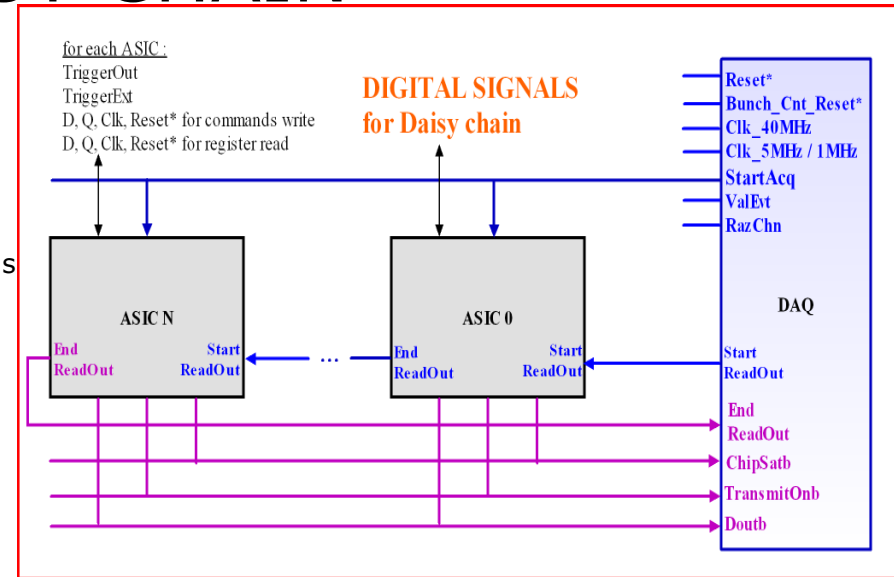 for each ASIC :
TriggerOut
TriggerExt
D, Q, Clk, Reset* for commands write
D, Q, Clk, Reset* for register read
DIGITAL SIGNALS
for Daisy chain
Reset*
Bunch_Cnt_Reset*
Clk_40MHz
Clk_5MHz / 1MHz
StartAcq
ValEvt
RazChn
DAQ
s
ASIC N
ASIC 0
End
ReadOut
Start
ReadOut
...
End
ReadOut
Start
ReadOut
Start
ReadOut
End
ReadOut
ChipSatb
TransmitOnb
Doutb